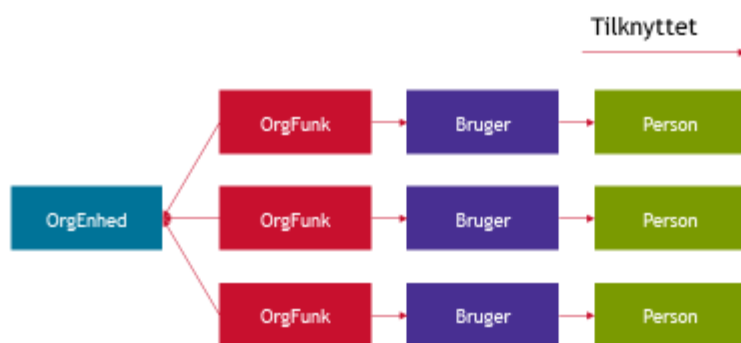 Tilknyttet
OrgFunk Bruger Person
OrgEnhed OrgFunk Bruger Person
OrgFunk Bruger Person